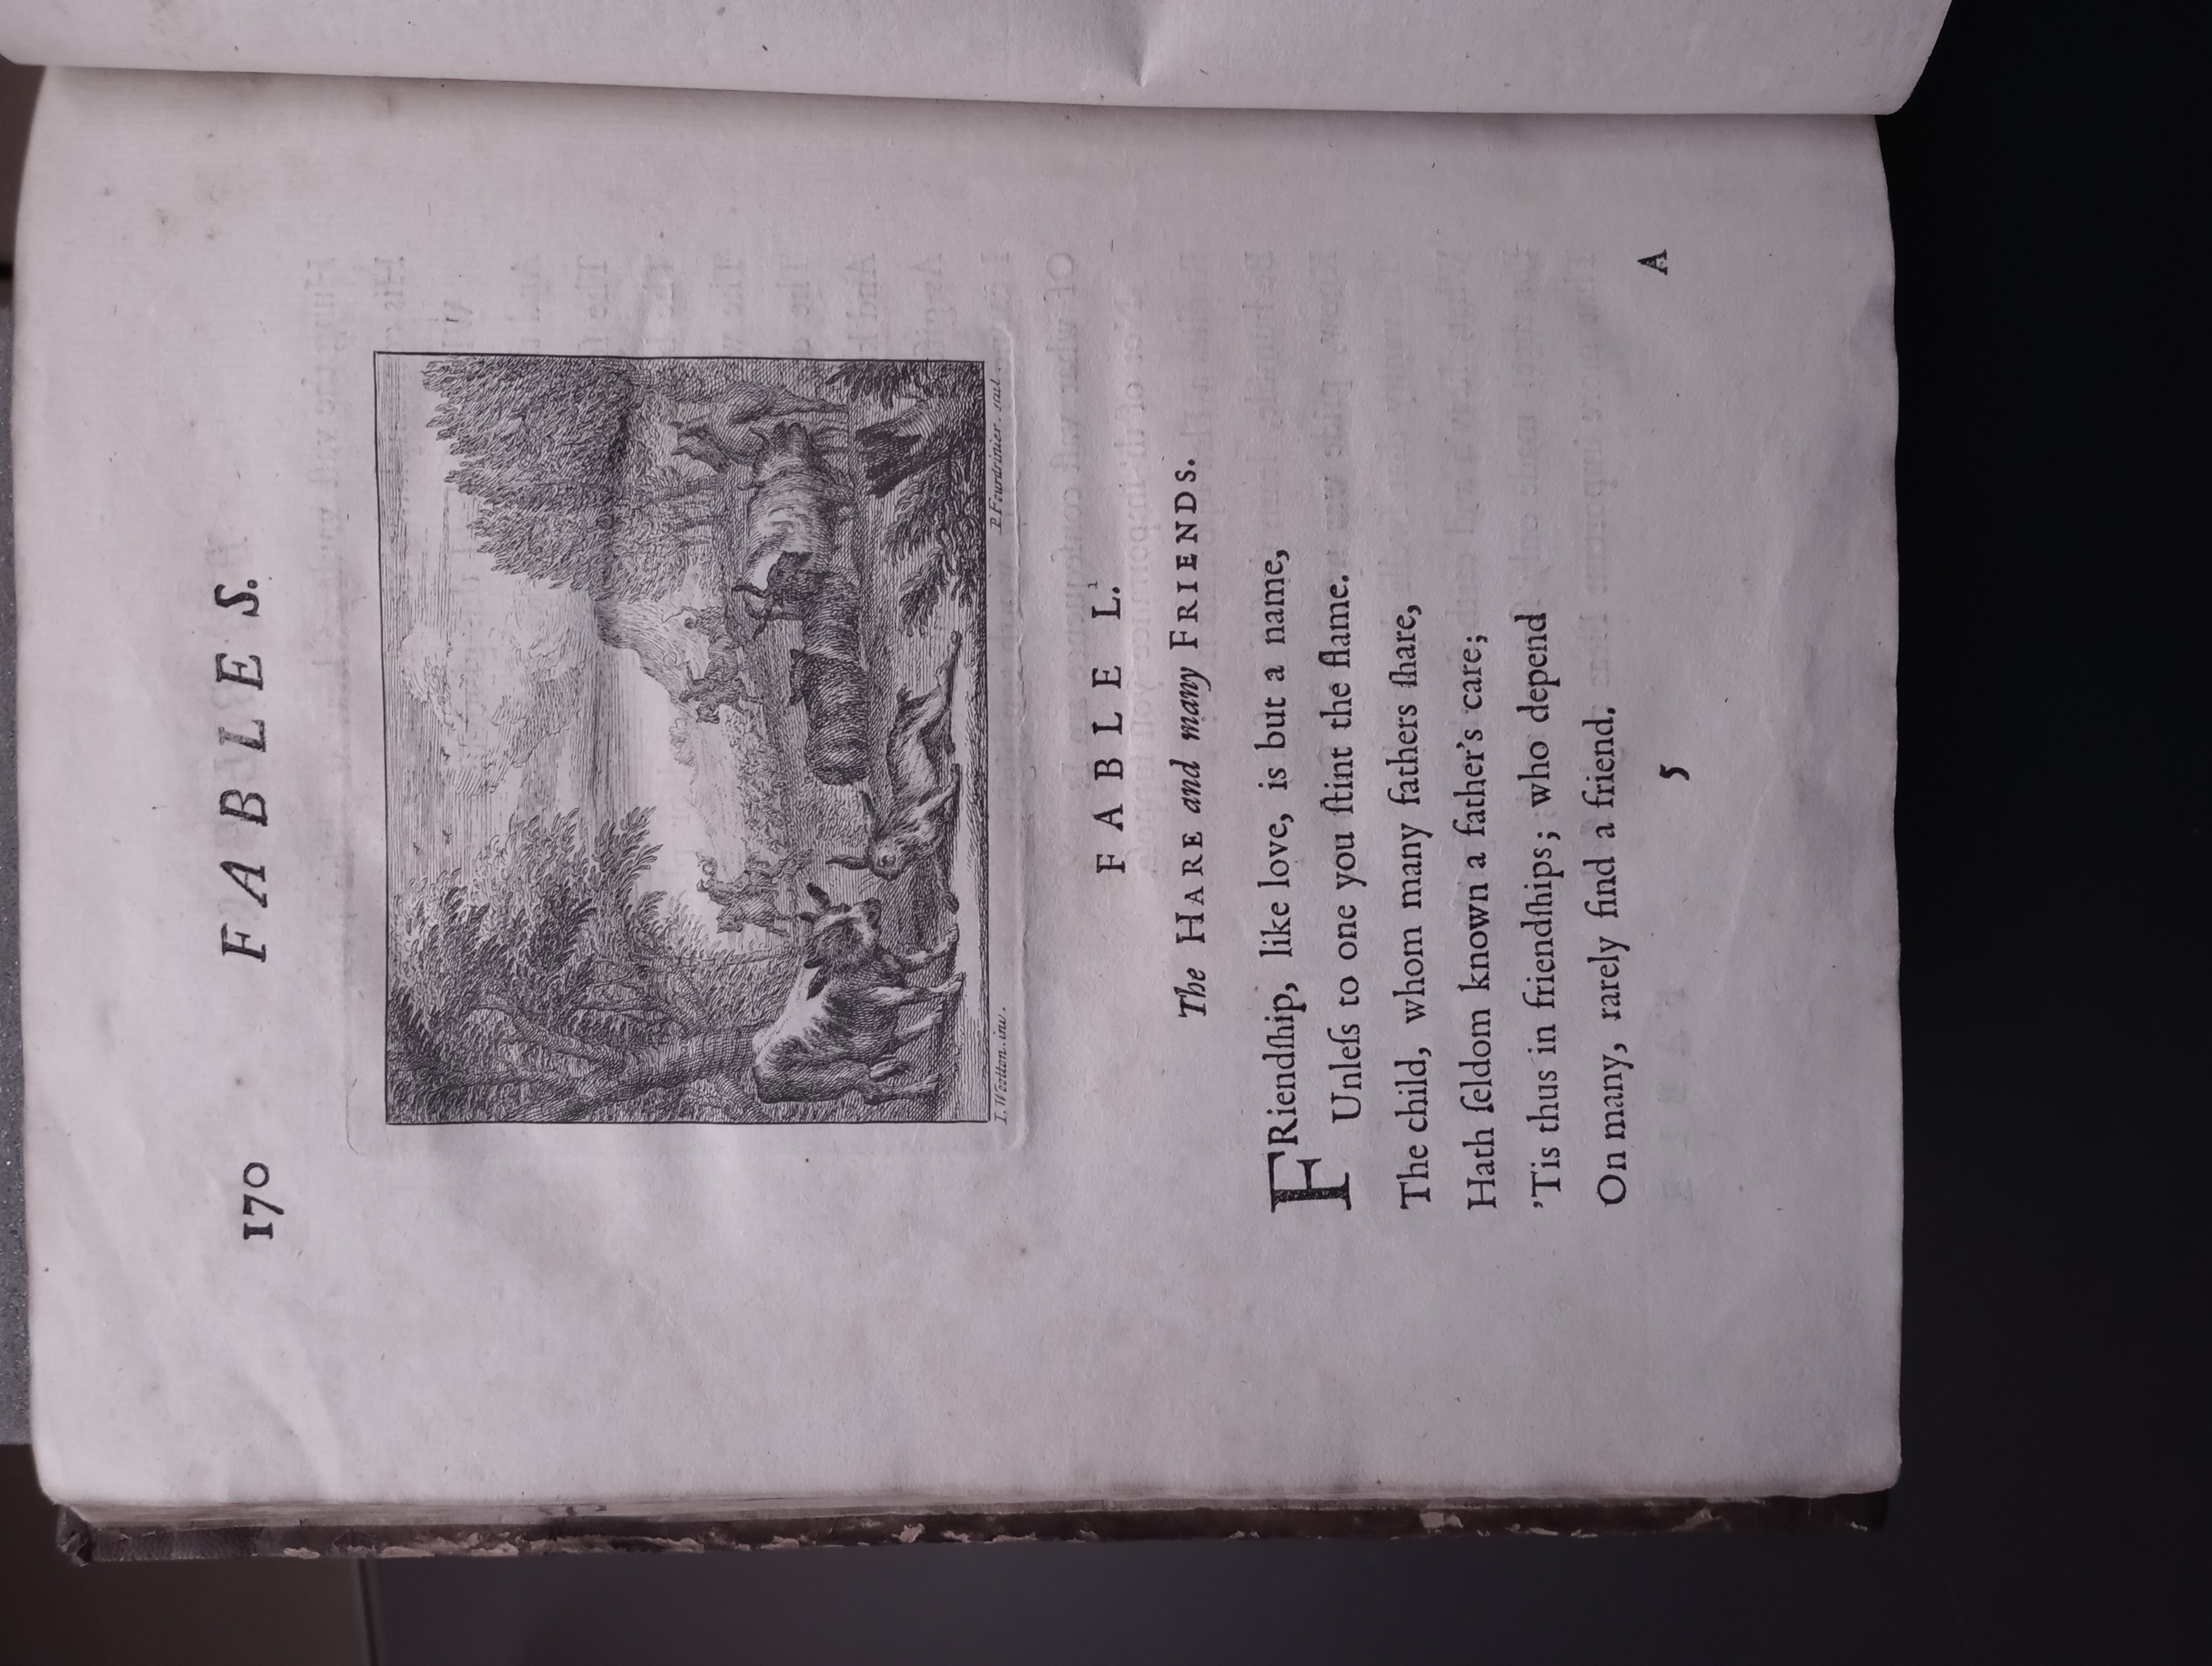 170 FABLES.
I. Wootton. inv. P. Fourdrinier. scul.
FABLE L.
The HARE and many FRIENDS.
FRiendſhip, like love, is but a name,
Unleſs to one you ſtint the flame.
The child, whom many fathers ſhare,
Hath ſeldom known a father's care;
'Tis thus in friendſhips; who depend
On many, rarely find a friend.
5 A